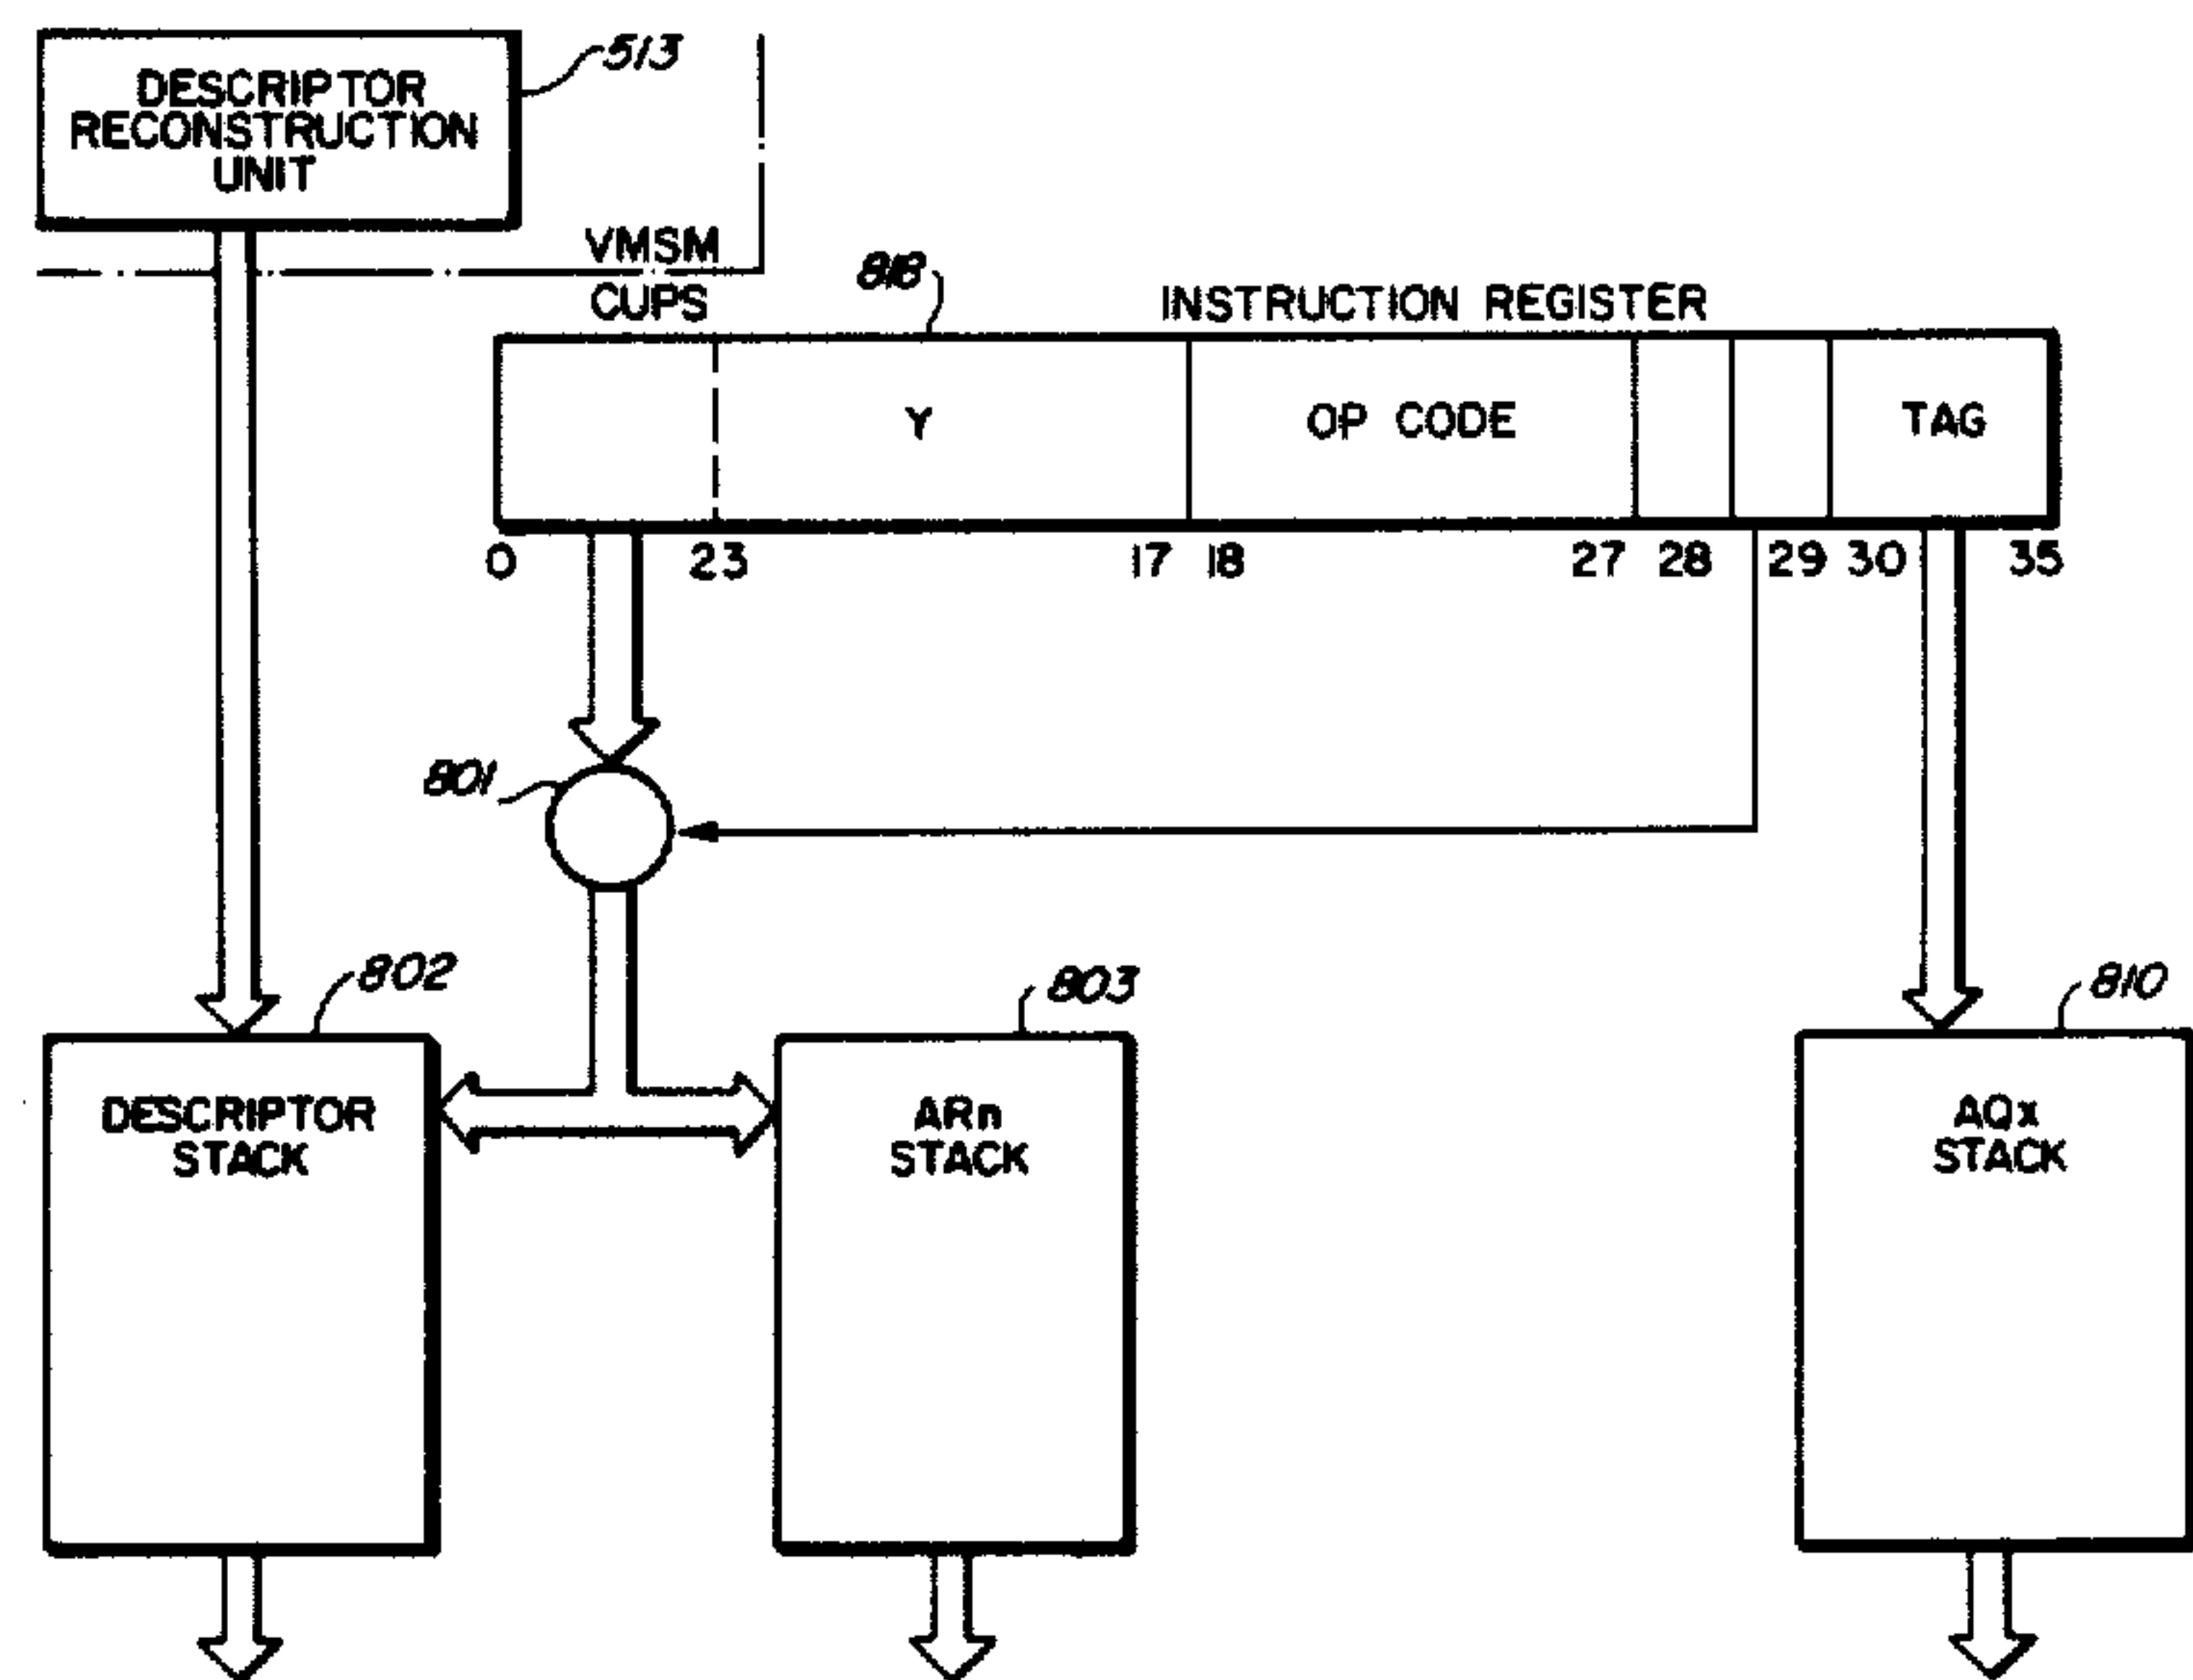 513
DESCRIPTOR
RECONSTRUCTION
UNIT
VMSM
CUPS
818
INSTRUCTION REGISTER
Y
OP CODE
TAG
0 23 17 18 27 28 29 30 35
801
802
803
810
DESCRIPTOR
STACK
ARn
STACK
AQx
STACK